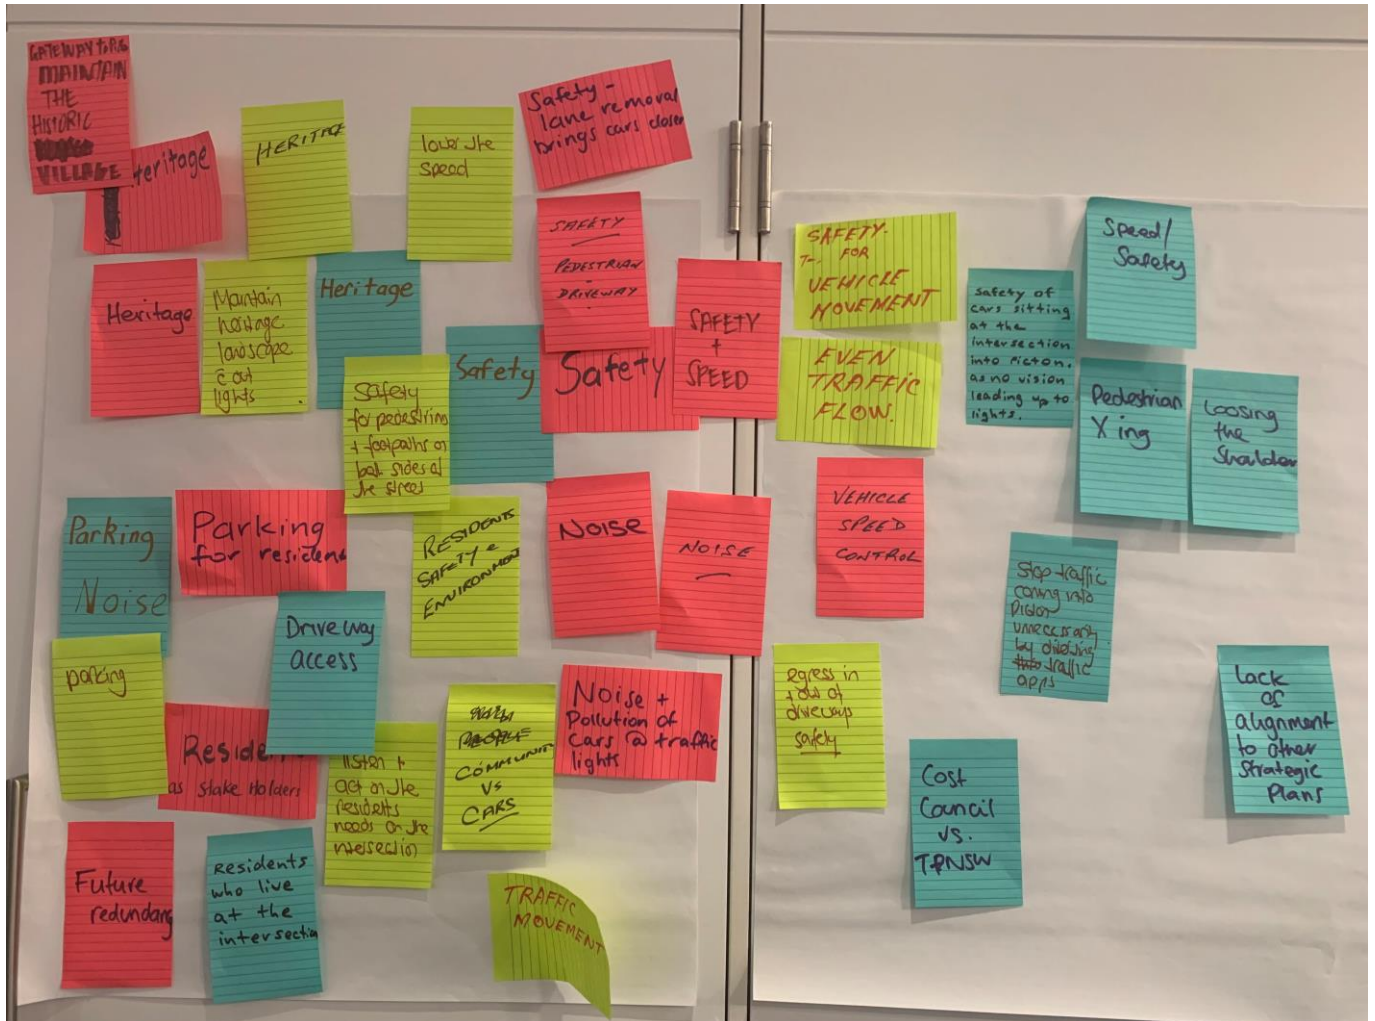 GATEWAY
MAINTAIN
THE
HISTORIC
VILLAGE
Heritage
HERITAGE
lower the
speed
Safety -
lane removal
brings cars closer
Heritage
Maintain
heritage
landscape
c out
lights
Heritage
Safety
for pedestrians
+ footpaths on
both sides of
the street
Safety
SAFETY
PEDESTRIAN
DRIVEWAY.
Safety
SAFETY
+
SPEED
SAFETY.
FOR
VEHICLE
MOVEMENT
EVEN
TRAFFIC
FLOW.
safety of
cars sitting
at the
intersection
into Picton.
as no vision
leading up to
lights.
Speed/
Safety
Pedestrian
X ing
Loosing
the
Shoulder
Parking
Noise
Parking
for residen
RESIDENTS
SAFETY &
ENVIRONMENT
Noise
NOISE
VEHICLE
SPEED
CONTROL
Stop traffic
coming into
Picton
unnecessarily
by diverting
traffic
apps
parking
Driveway
access
Reside
as Stake Holders
listen +
act on the
residents
needs on the
intersection
PEOPLE
COMMUNITY
VS
CARS
Noise +
Pollution of
Cars @ traffic
lights
egress in
+ out of
driveways
safely
Cost
Council
vs.
TfNSW
Lack
of
alignment
to other
Strategic
Plans
Future
redundancy
Residents
who live
at the
intersection
TRAFFIC
MOVEMENT